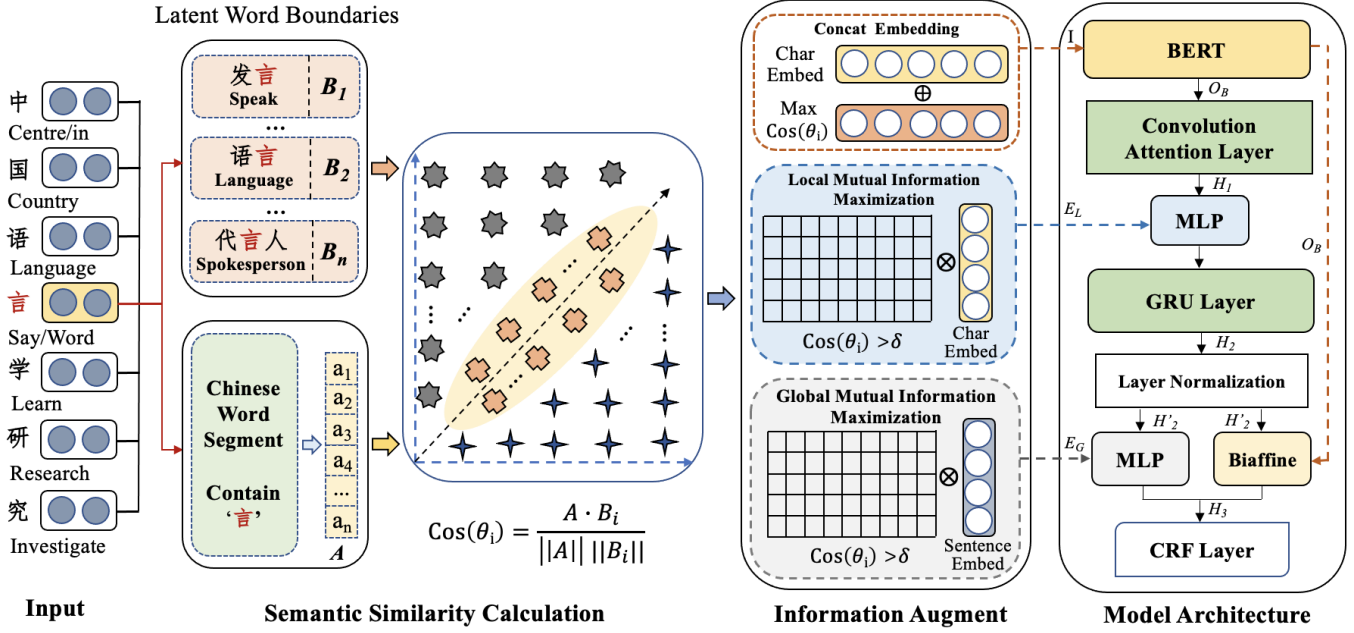 Latent Word Boundaries
中
Centre/in
国
Country
语
Language
言
Say/Word
学
Learn
研
Research
究
Investigate
Input
发言
Speak
B1
...
语言
Language
B2
...
代言人
Spokesperson
Bn
Chinese
Word
Segment
Contain
‘言’
a1
a2
a3
a4
...
an
A
Cos(θi) = A · Bi / ||A|| ||Bi||
Semantic Similarity Calculation
Concat Embedding
Char
Embed
⊕
Max
Cos(θi)
Local Mutual Information
Maximization
⊗
Cos(θi) >δ
Char
Embed
Global Mutual Information
Maximization
⊗
Cos(θi) >δ
Sentence
Embed
Information Augment
I
BERT
OB
Convolution
Attention Layer
H1
EL
MLP
OB
GRU Layer
H2
Layer Normalization
H’2
H’2
EG
MLP
Biaffine
H3
CRF Layer
Model Architecture